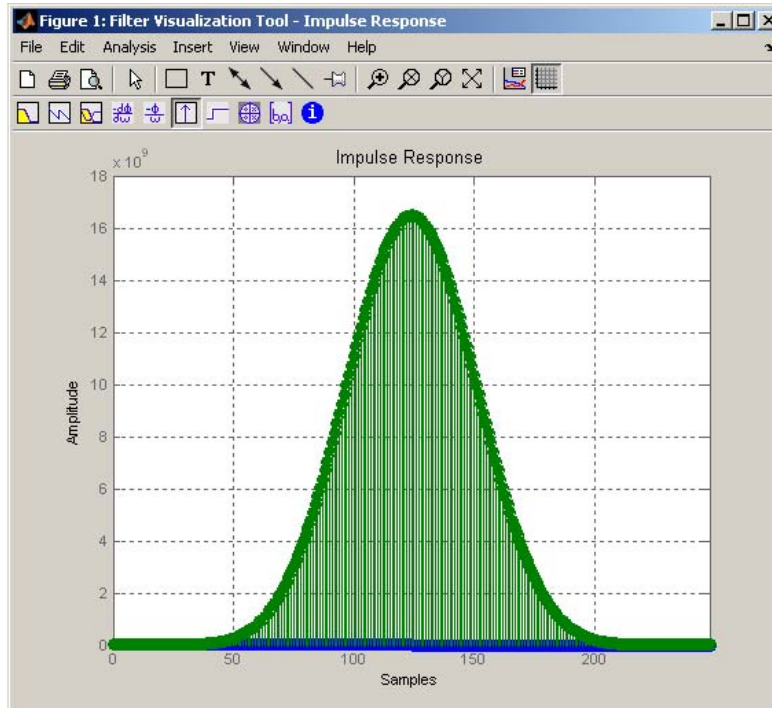 Figure 1: Filter Visualization Tool - Impulse Response
File Edit Analysis Insert View Window Help
T
[b,a] i
Impulse Response
x 10^9
18
16
14
12
10
8
6
4
2
0
Amplitude
0 50 100 150 200
Samples